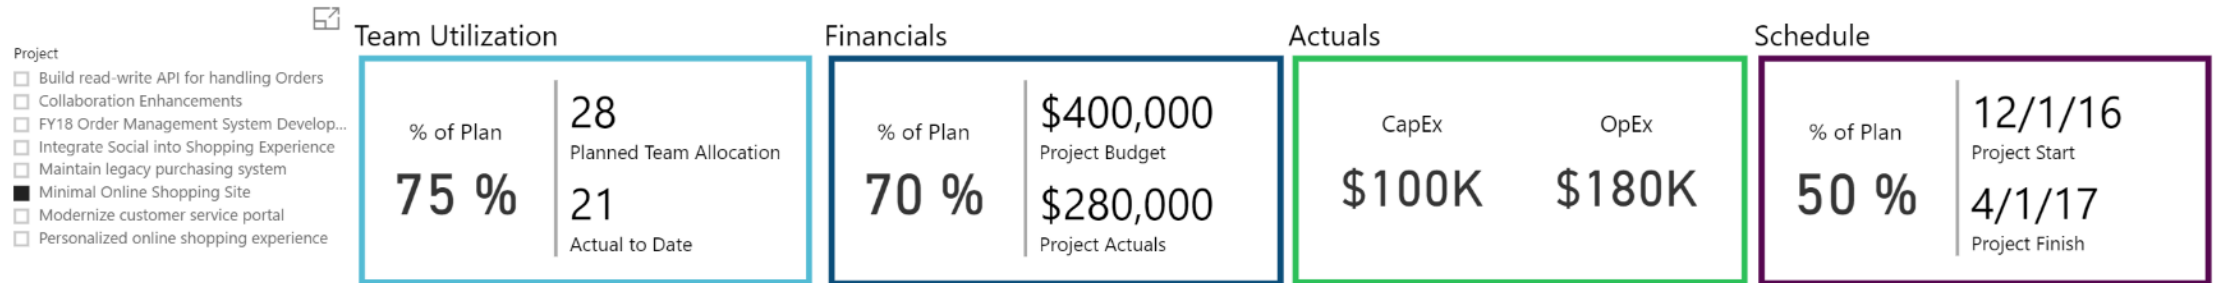 Project
Build read-write API for handling Orders
Collaboration Enhancements
FY18 Order Management System Develop...
Integrate Social into Shopping Experience
Maintain legacy purchasing system
Minimal Online Shopping Site
Modernize customer service portal
Personalized online shopping experience
Team Utilization
% of Plan
75 %
28
Planned Team Allocation
21
Actual to Date
Financials
% of Plan
70 %
$400,000
Project Budget
$280,000
Project Actuals
Actuals
CapEx
$100K
OpEx
$180K
Schedule
% of Plan
50 %
12/1/16
Project Start
4/1/17
Project Finish